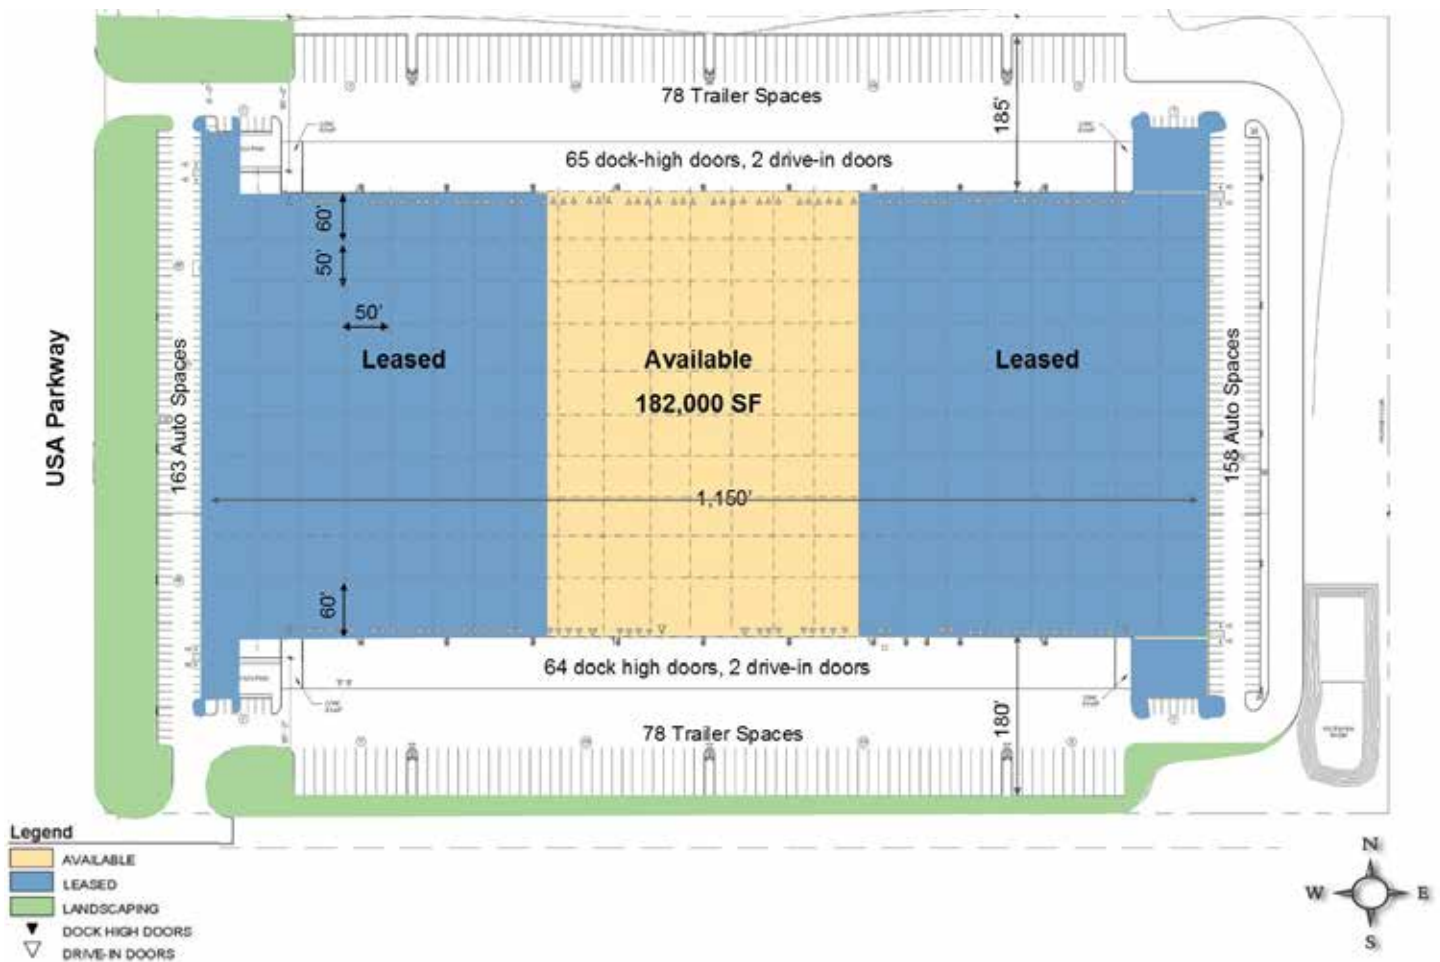 78 Trailer Spaces
185'
65 dock-high doors, 2 drive-in doors
60'
50'
50'
Leased
Available
182,000 SF
Leased
USA Parkway
163 Auto Spaces
158 Auto Spaces
1,150'
60'
64 dock high doors, 2 drive-in doors
180'
78 Trailer Spaces
Legend
AVAILABLE
LEASED
LANDSCAPING
DOCK HIGH DOORS
DRIVE-IN DOORS
N
W
E
S